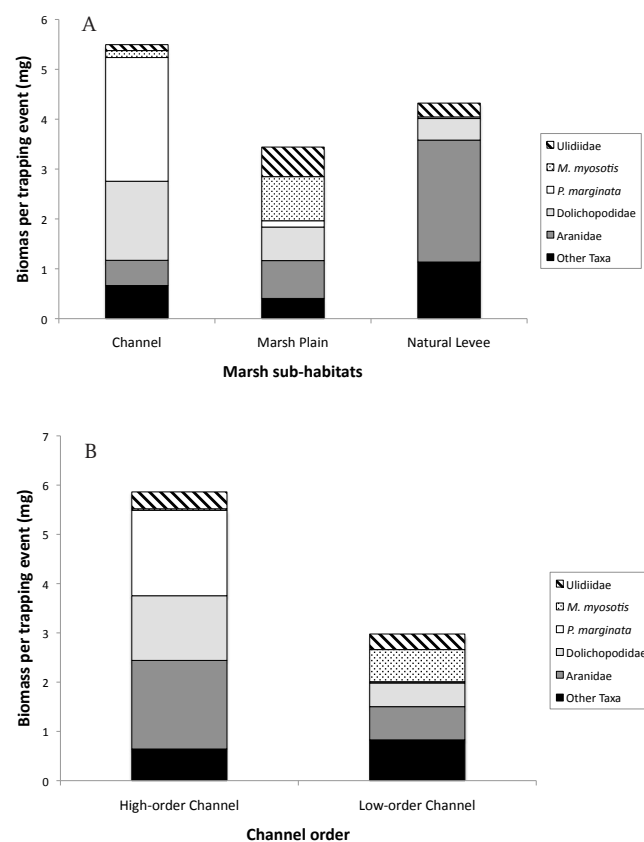 A
6
5
4
3
2
1
0
Biomas per trapping event (mg)
Channel Marsh Plain Natural Levee
Marsh sub-habitats
Ulidiidae
M. myosotis
P. marginata
Dolichopodidae
Aranidae
Other Taxa
B
7
6
5
4
3
2
1
0
Biomass per trapping event (mg)
High-order Channel Low-order Channel
Channel order
Ulidiidae
M. myosotis
P. marginata
Dolichopodidae
Aranidae
Other Taxa